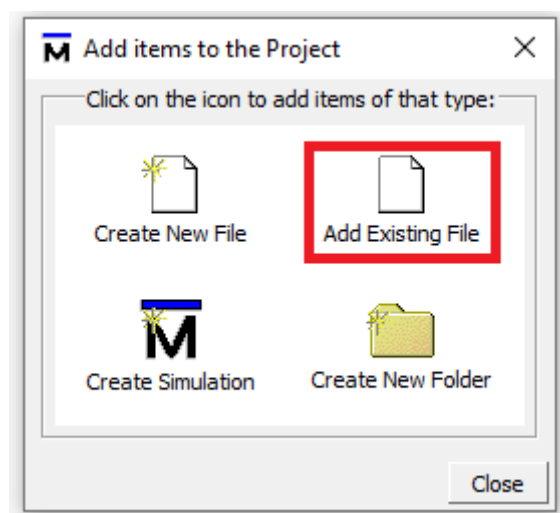 M Add items to the Project
Click on the icon to add items of that type:
Create New File
Add Existing File
M
Create Simulation
Create New Folder
Close